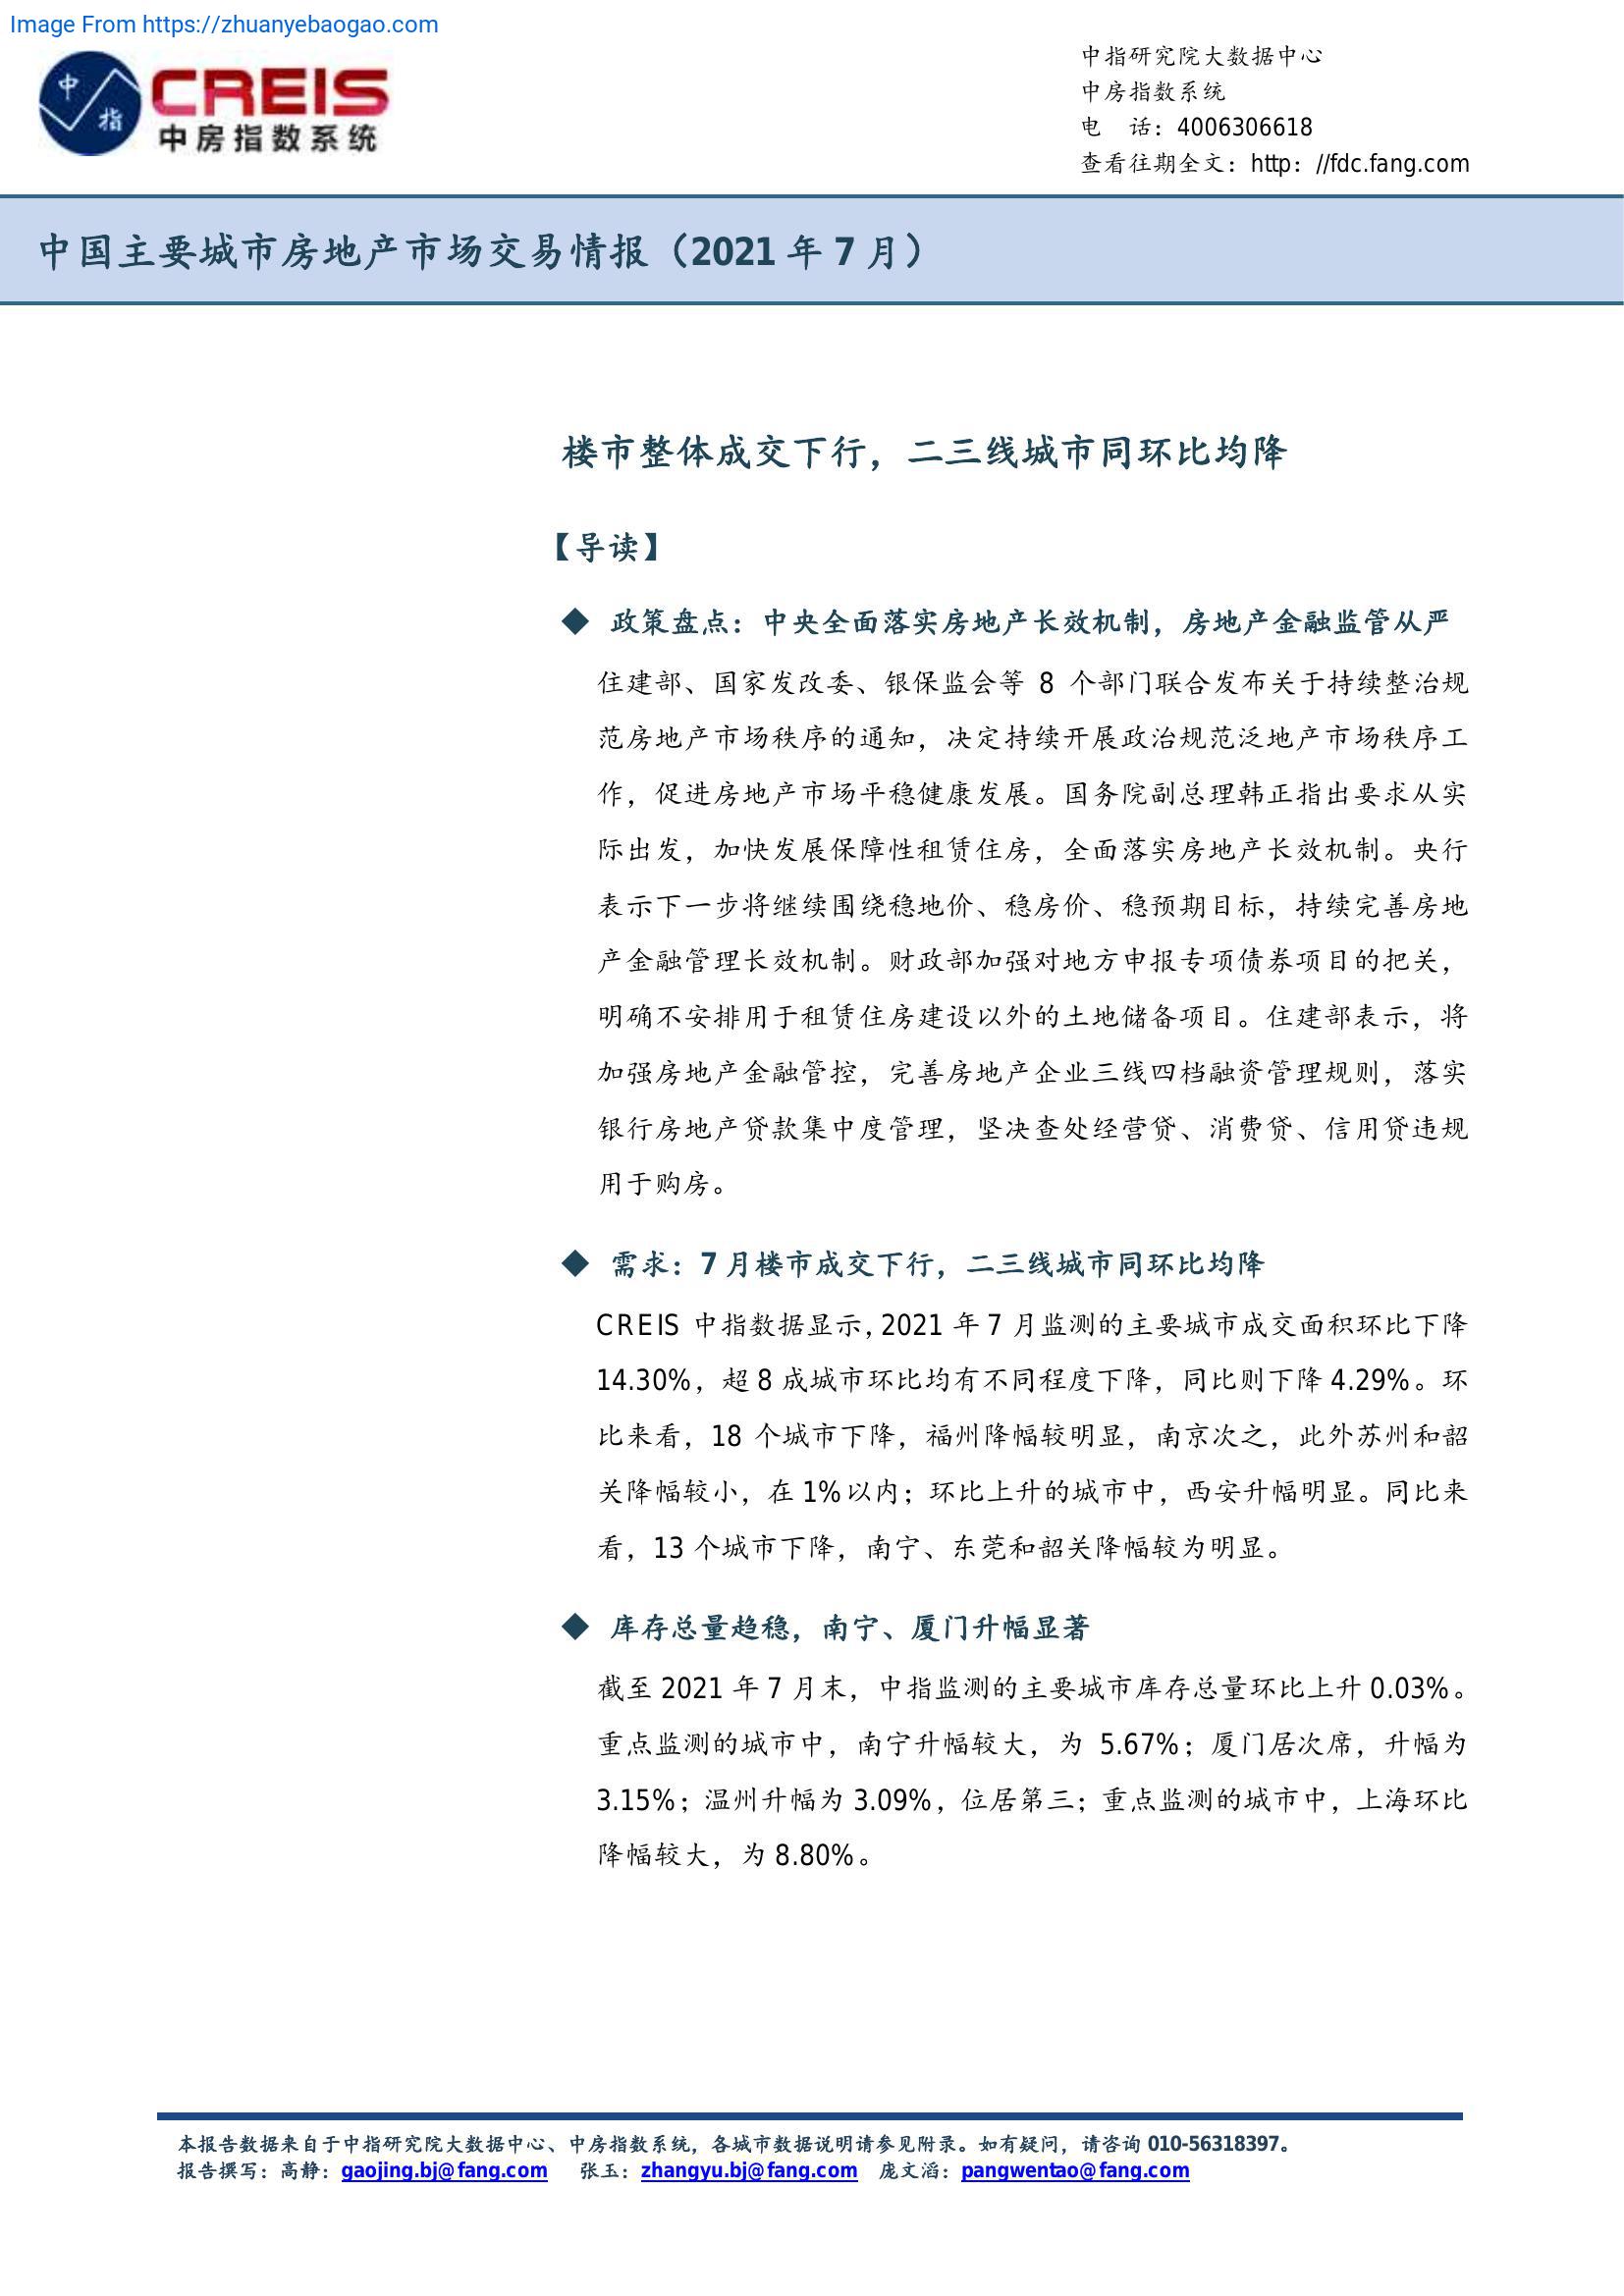 Image From https://zhuanyebaogao.com
中指
CREIS
中房指数系统
中指研究院大数据中心
中房指数系统
电 话：4006306618
查看往期全文：http：//fdc.fang.com
中国主要城市房地产市场交易情报（2021 年 7 月）
楼市整体成交下行，二三线城市同环比均降
【导读】
◆ 政策盘点：中央全面落实房地产长效机制，房地产金融监管从严
住建部、国家发改委、银保监会等 8 个部门联合发布关于持续整治规
范房地产市场秩序的通知，决定持续开展政治规范泛地产市场秩序工
作，促进房地产市场平稳健康发展。国务院副总理韩正指出要求从实
际出发，加快发展保障性租赁住房，全面落实房地产长效机制。央行
表示下一步将继续围绕稳地价、稳房价、稳预期目标，持续完善房地
产金融管理长效机制。财政部加强对地方申报专项债券项目的把关，
明确不安排用于租赁住房建设以外的土地储备项目。住建部表示，将
加强房地产金融管控，完善房地产企业三线四档融资管理规则，落实
银行房地产贷款集中度管理，坚决查处经营贷、消费贷、信用贷违规
用于购房。
◆ 需求：7 月楼市成交下行，二三线城市同环比均降
CREIS 中指数据显示，2021 年 7 月监测的主要城市成交面积环比下降
14.30%，超 8 成城市环比均有不同程度下降，同比则下降 4.29%。环
比来看，18 个城市下降，福州降幅较明显，南京次之，此外苏州和韶
关降幅较小，在 1%以内；环比上升的城市中，西安升幅明显。同比来
看，13 个城市下降，南宁、东莞和韶关降幅较为明显。
◆ 库存总量趋稳，南宁、厦门升幅显著
截至 2021 年 7 月末，中指监测的主要城市库存总量环比上升 0.03%。
重点监测的城市中，南宁升幅较大，为 5.67%；厦门居次席，升幅为
3.15%；温州升幅为 3.09%，位居第三；重点监测的城市中，上海环比
降幅较大，为 8.80%。
本报告数据来自于中指研究院大数据中心、中房指数系统，各城市数据说明请参见附录。如有疑问，请咨询 010-56318397。
报告撰写：高静：gaojing.bj@fang.com 张玉：zhangyu.bj@fang.com 庞文滔：pangwentao@fang.com